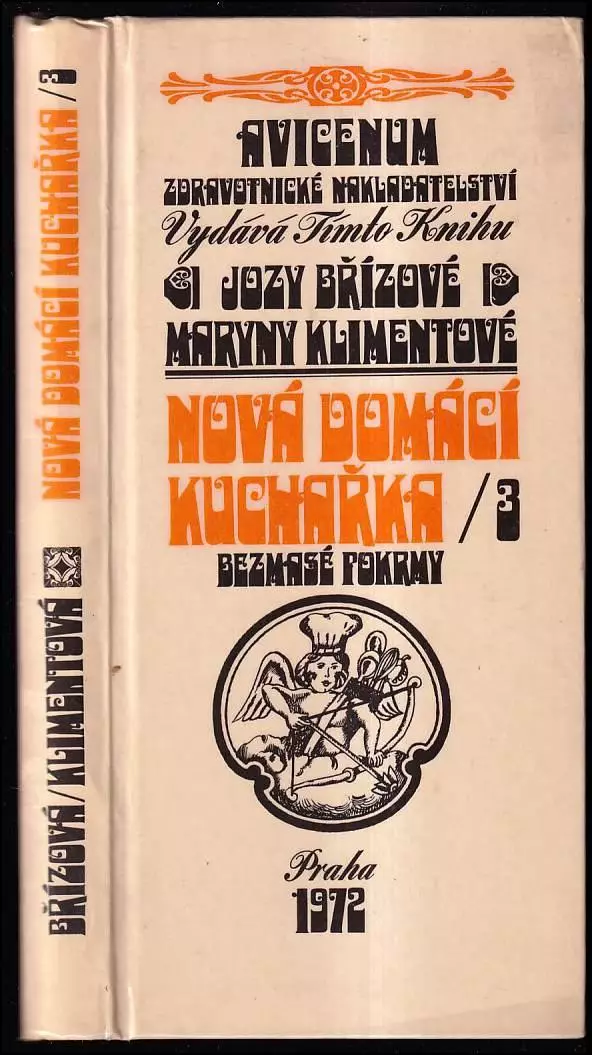 NOVÁ DOMÁCÍ KUCHAŘKA/3
BŘÍZOVÁ/KLIMENTOVÁ
AVICENUM
ZDRAVOTNICKÉ NAKLADATELSTVÍ
Vydává Tímto Knihu
JOZY BŘÍZOVÉ
MARYNY KLIMENTOVÉ
NOVÁ DOMÁCÍ
KUCHAŘKA/3
BEZMASÉ POKRMY
Praha
1972